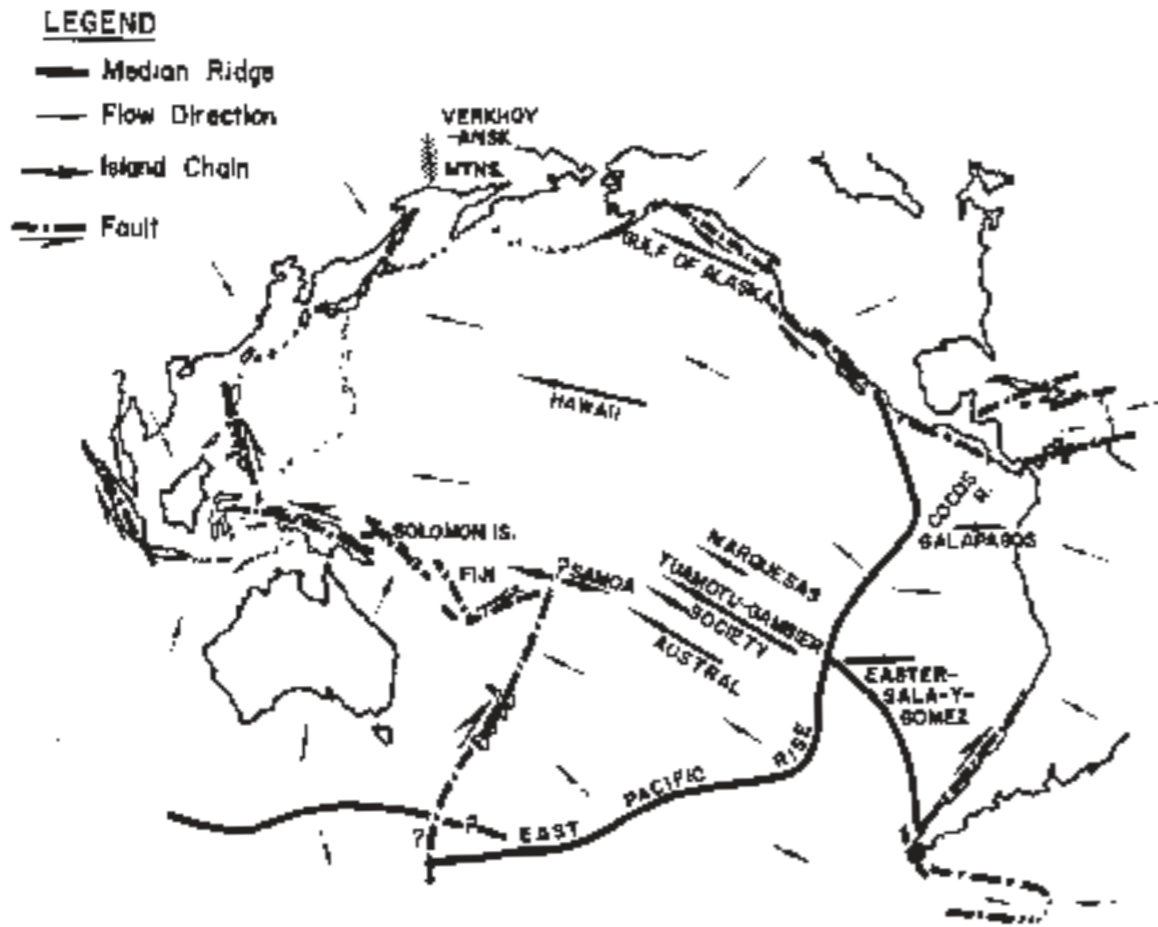 LEGEND
Median Ridge
Flow Direction
Island Chain
Fault
VERKHOY
-ANSK
MTNS.
GULF OF ALASKA
HAWAII
COCOS
R.
GALAPAGOS
SOLOMON IS.
FIJI
?
SAMOA
MARQUESAS
TUAMOTU-GAMBIER
SOCIETY
AUSTRAL
EASTER-
SALA-Y-
GOMEZ
EAST PACIFIC RISE
?
?